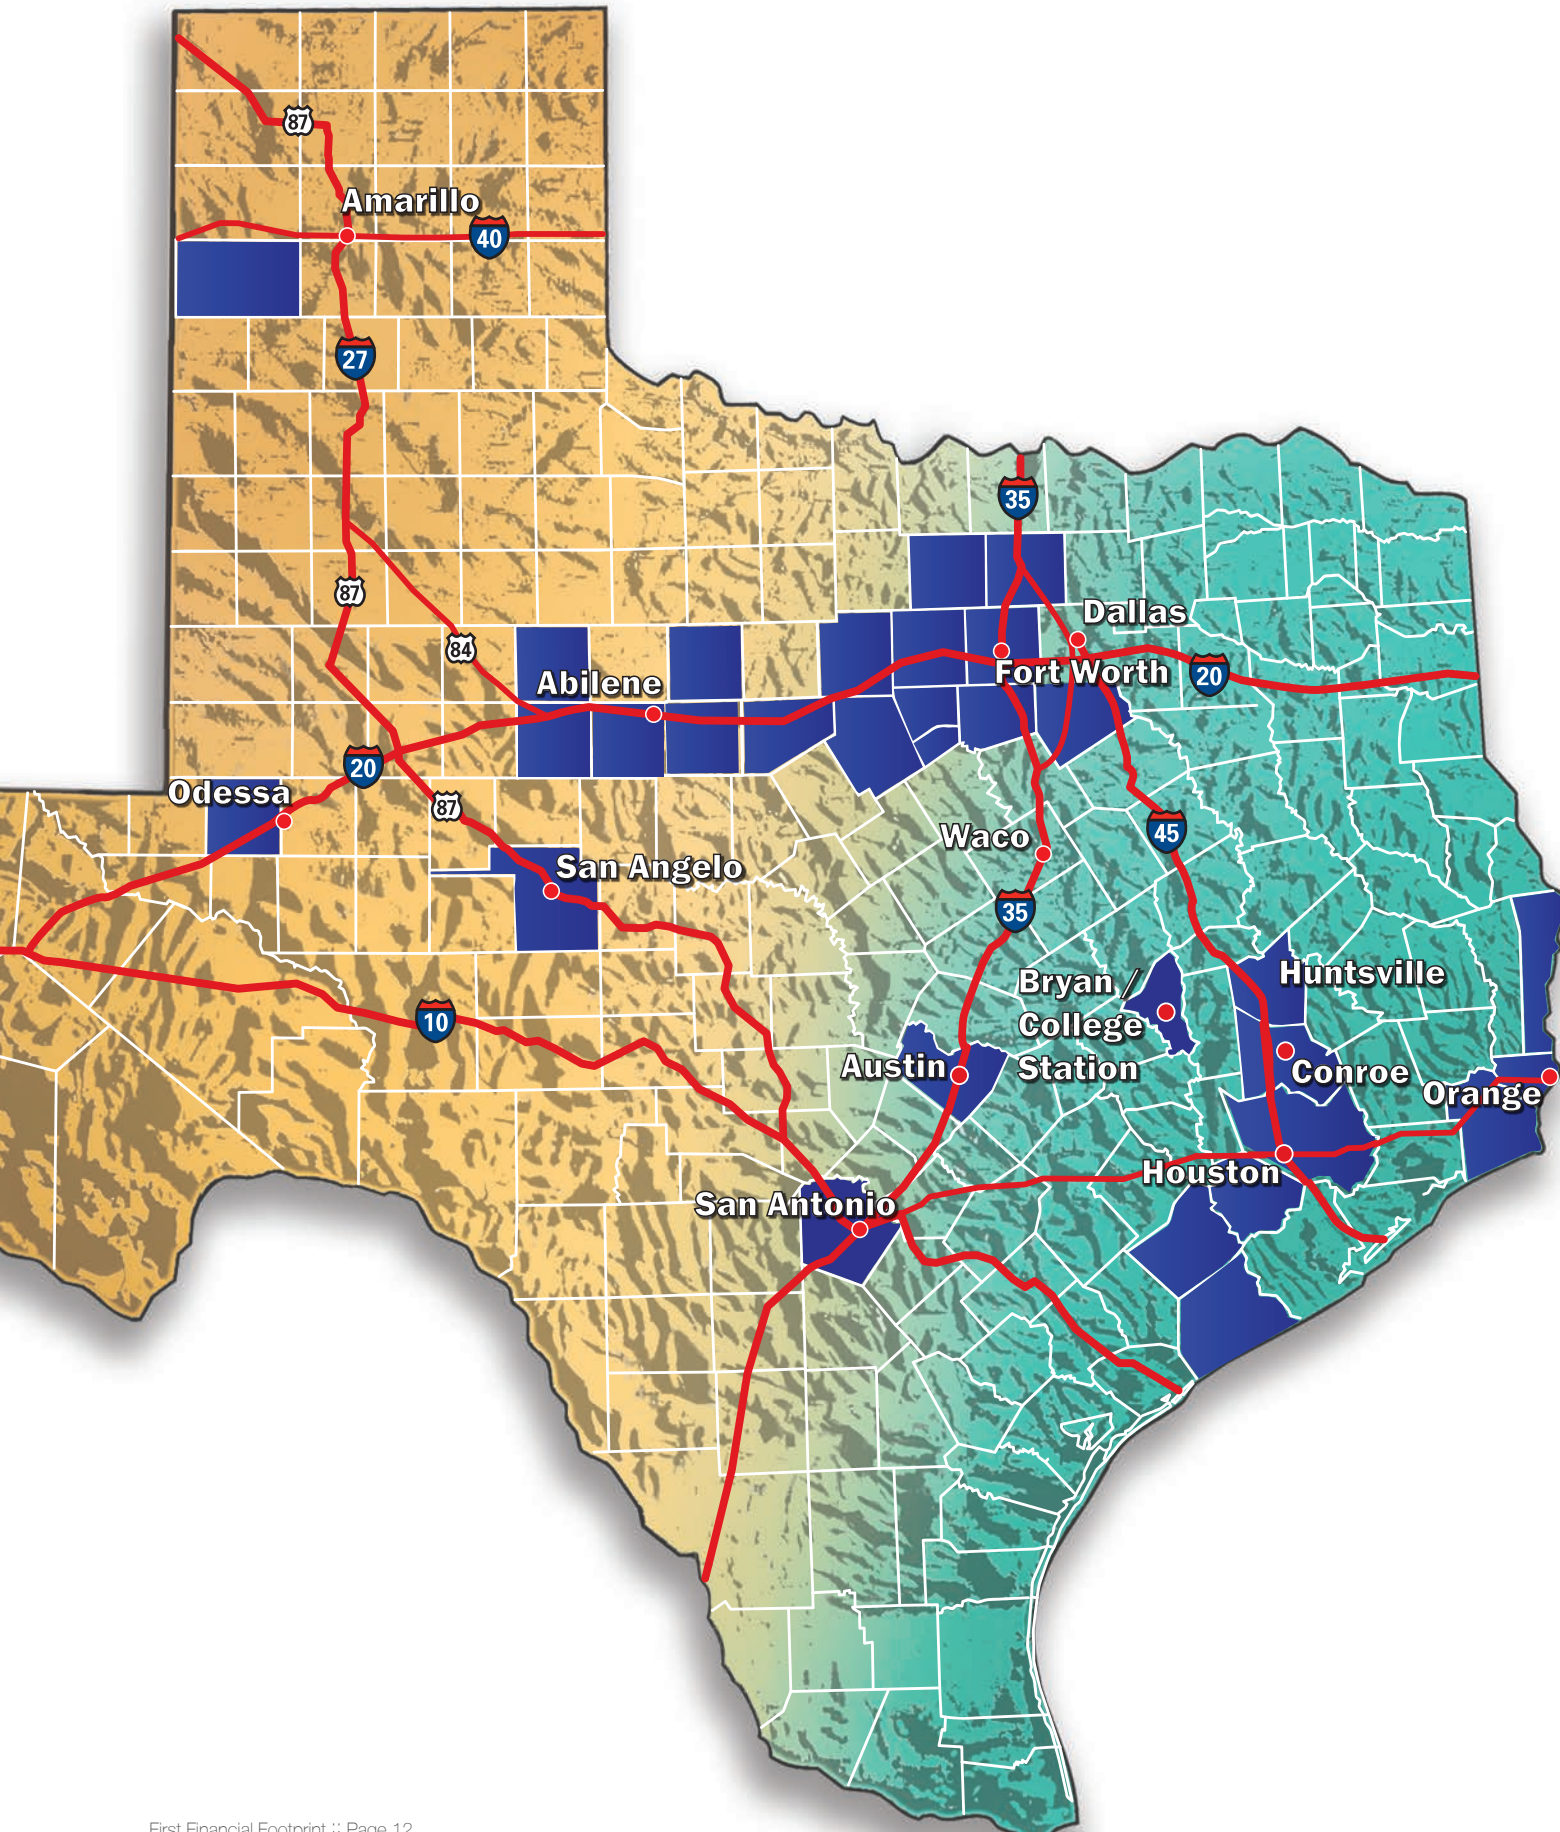 87
Amarillo
40
27
35
87
Dallas
84
Fort Worth
20
Abilene
20
Odessa
87
Waco
45
San Angelo
35
Huntsville
Bryan /
College
Station
10
Austin
Conroe
Orange
Houston
San Antonio
First Financial Footprint :: Page 12